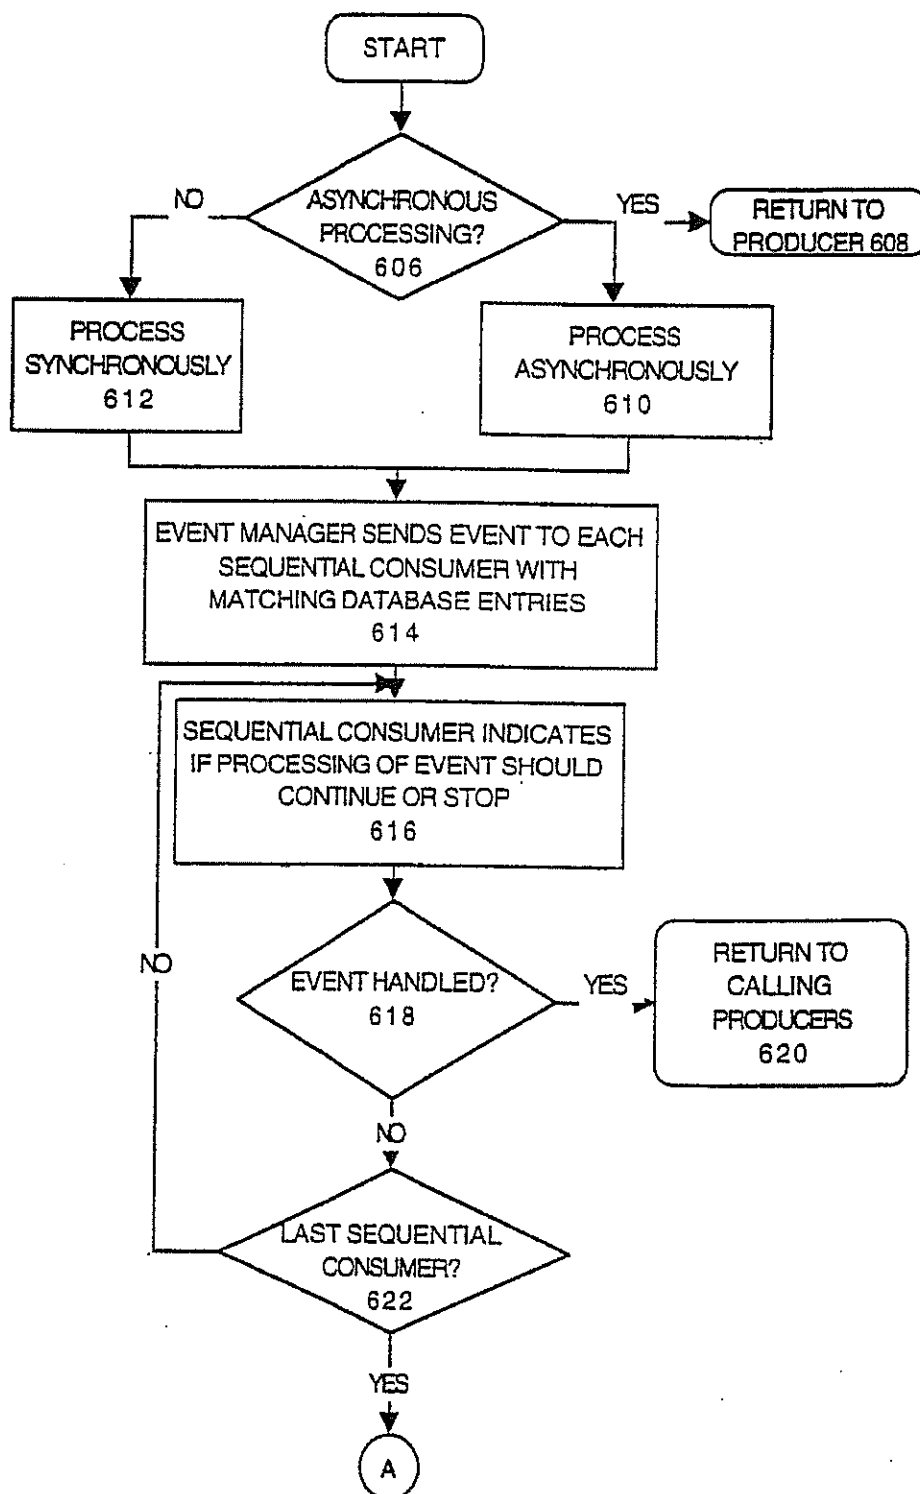 START
ASYNCHRONOUS
PROCESSING?
606
NO
YES
RETURN TO
PRODUCER 608
PROCESS
SYNCHRONOUSLY
612
PROCESS
ASYNCHRONOUSLY
610
EVENT MANAGER SENDS EVENT TO EACH
SEQUENTIAL CONSUMER WITH
MATCHING DATABASE ENTRIES
614
SEQUENTIAL CONSUMER INDICATES
IF PROCESSING OF EVENT SHOULD
CONTINUE OR STOP
616
NO
EVENT HANDLED?
618
YES
RETURN TO
CALLING
PRODUCERS
620
NO
LAST SEQUENTIAL
CONSUMER?
622
YES
A